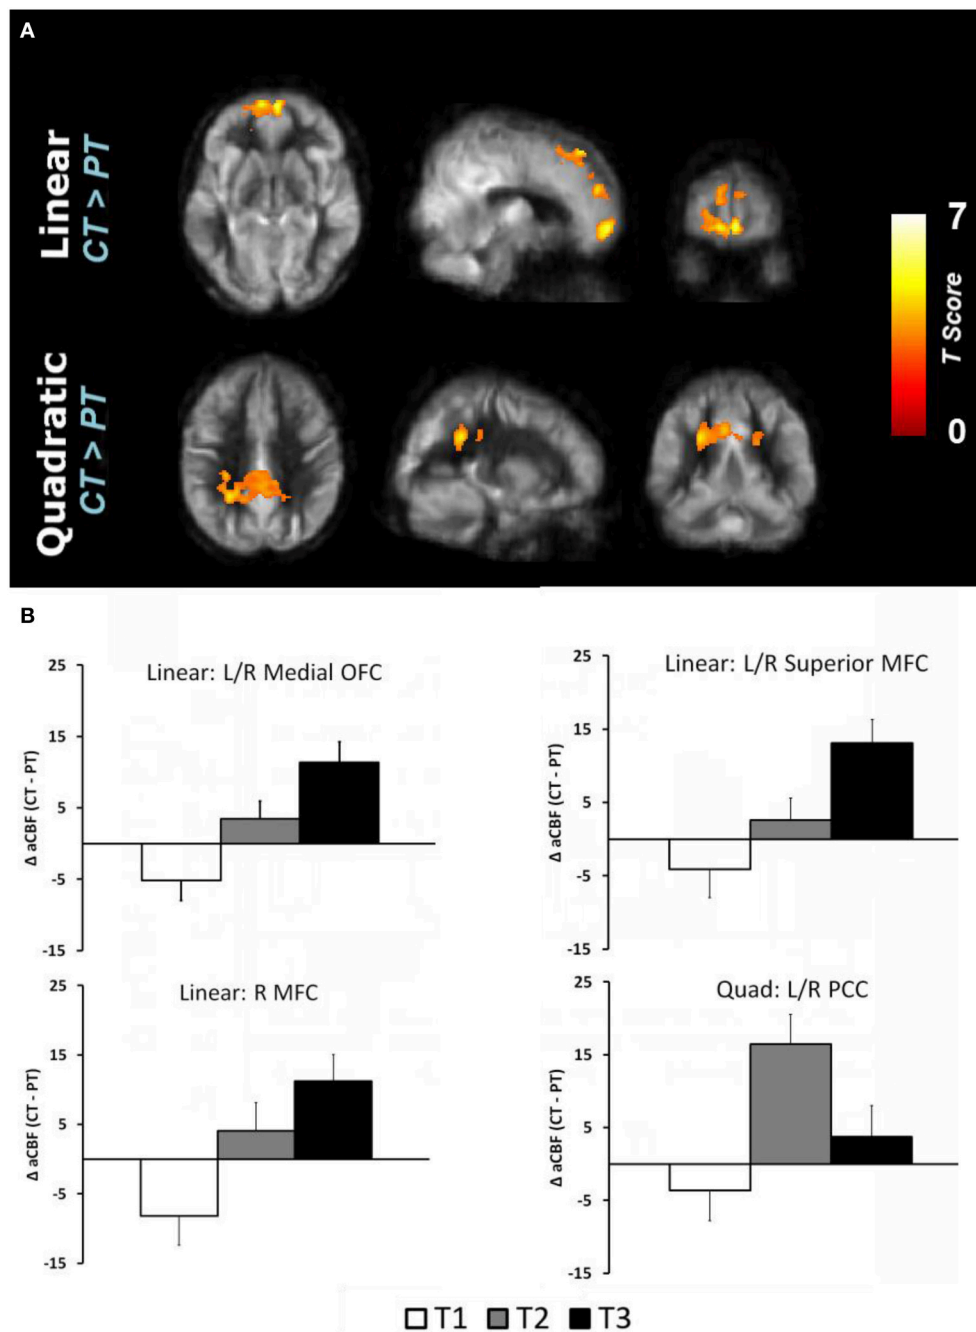 A
Linear
CT > PT
Quadratic
CT > PT
7
T Score
0
B
Linear: L/R Medial OFC
25
15
5
-5
-15
Δ aCBF (CT - PT)
Linear: L/R Superior MFC
25
15
5
-5
-15
Δ aCBF (CT - PT)
Linear: R MFC
25
15
5
-5
-15
Δ aCBF (CT - PT)
Quad: L/R PCC
25
15
5
-5
-15
Δ aCBF (CT - PT)
T1 T2 T3